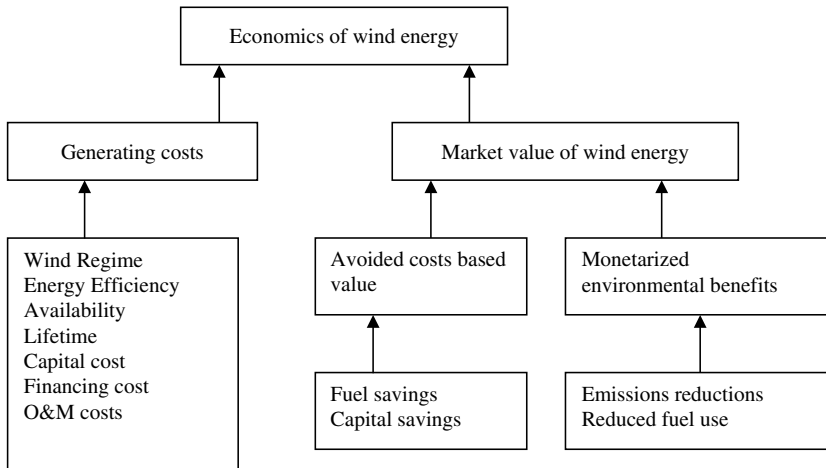 Economics of wind energy
Generating costs
Market value of wind energy
Wind Regime
Energy Efficiency
Availability
Lifetime
Capital cost
Financing cost
O&M costs
Avoided costs based
value
Monetarized
environmental benefits
Fuel savings
Capital savings
Emissions reductions
Reduced fuel use